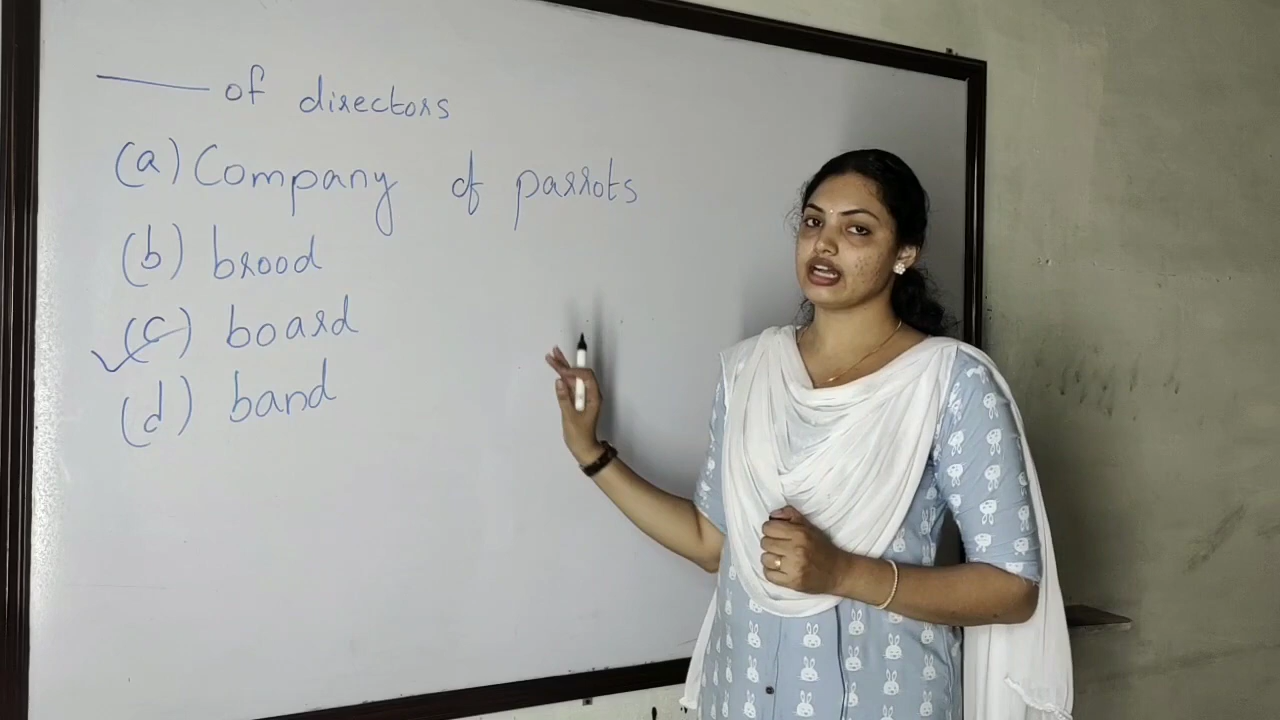 ——— of directors
(a) Company of parrots
(b) brood
(c) board
(d) band